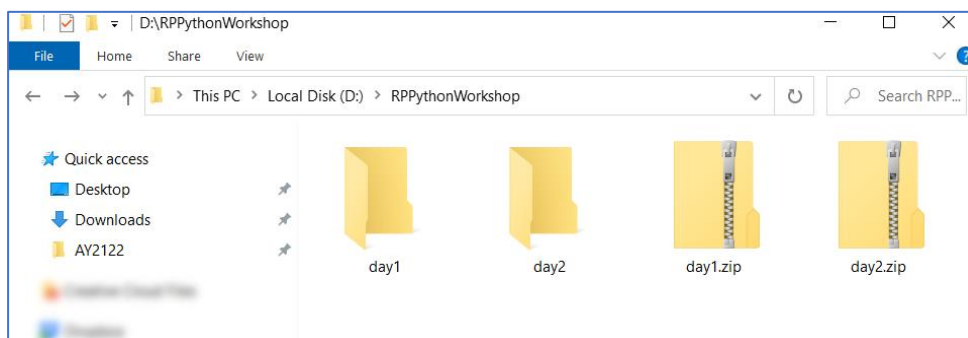 D:\RPPythonWorkshop
File Home Share View
?
This PC > Local Disk (D:) > RPPythonWorkshop
Search RPP...
Quick access
Desktop
Downloads
AY2122
day1 day2 day1.zip day2.zip